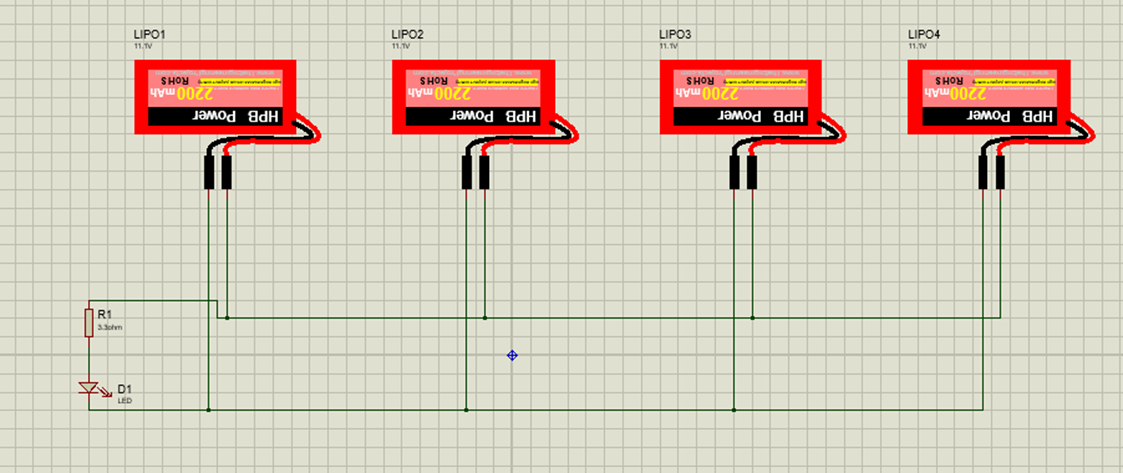 LIPO1
11.1V
LIPO2
11.1V
LIPO3
11.1V
LIPO4
11.1V
HPB Power
2200mAh
RoHS
HPB Power
2200mAh
RoHS
HPB Power
2200mAh
RoHS
HPB Power
2200mAh
RoHS
R1
3.3ohm
D1
LED